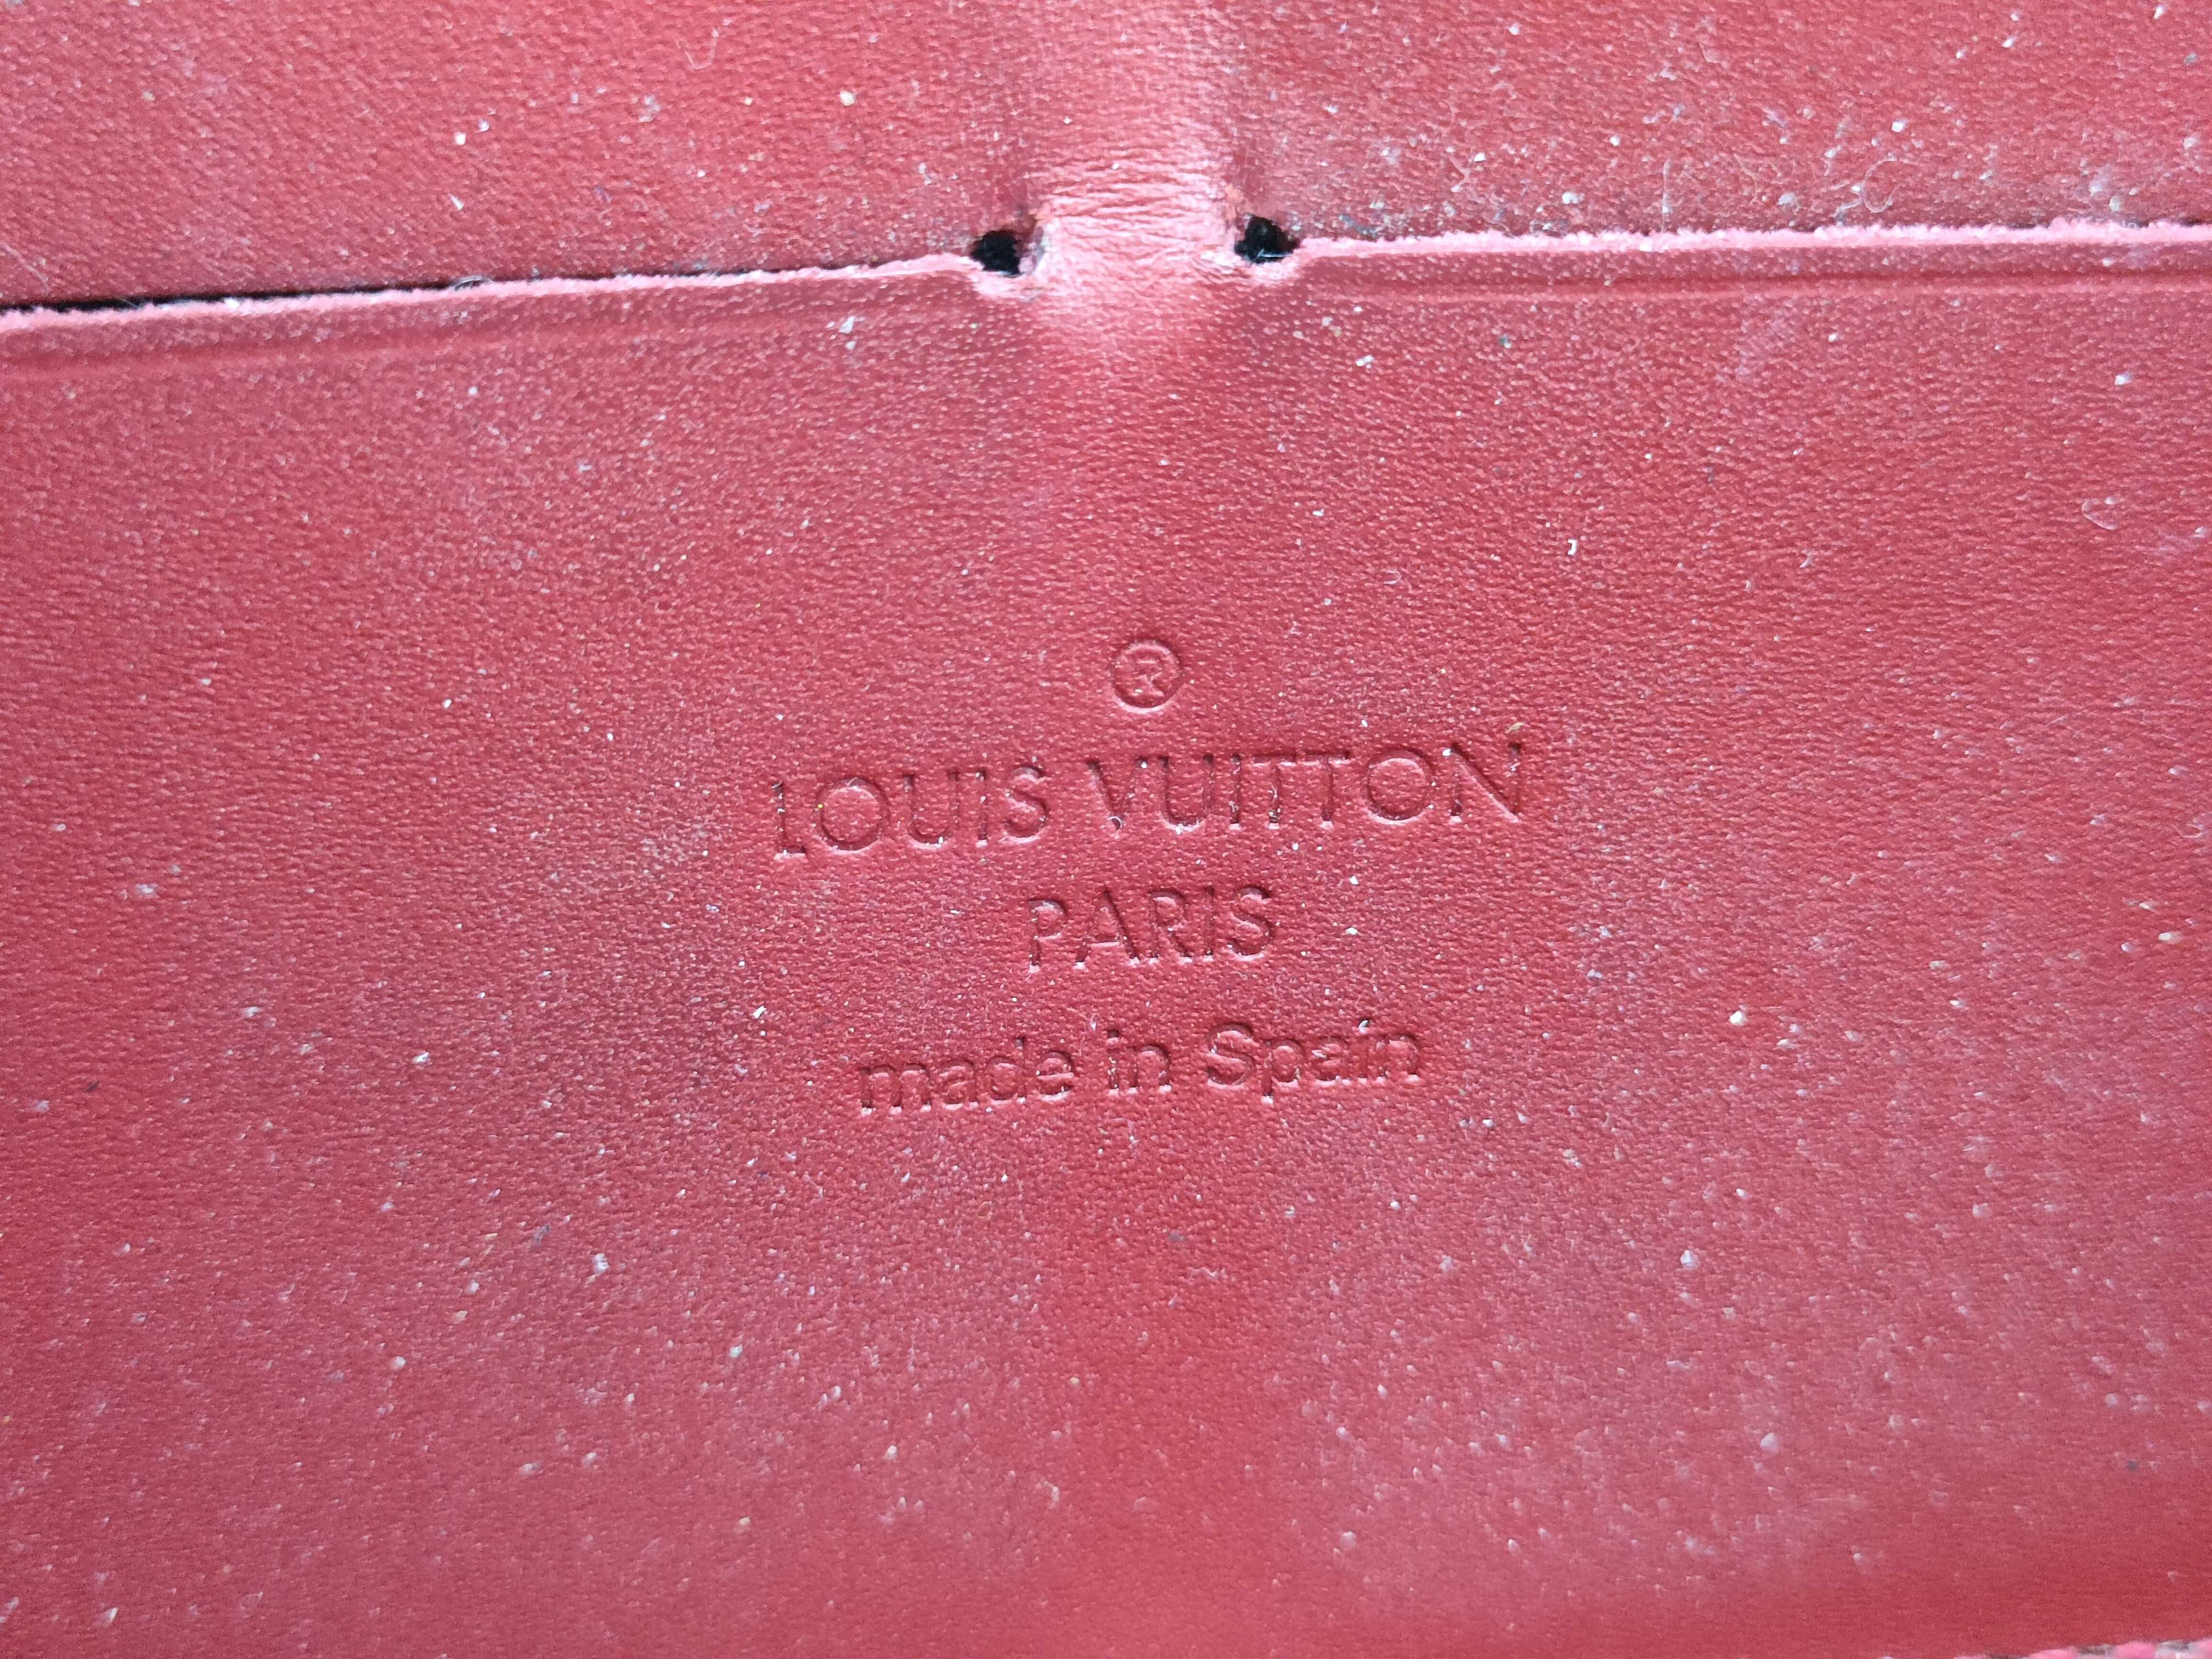 ®
LOUIS VUITTON
PARIS
made in Spain